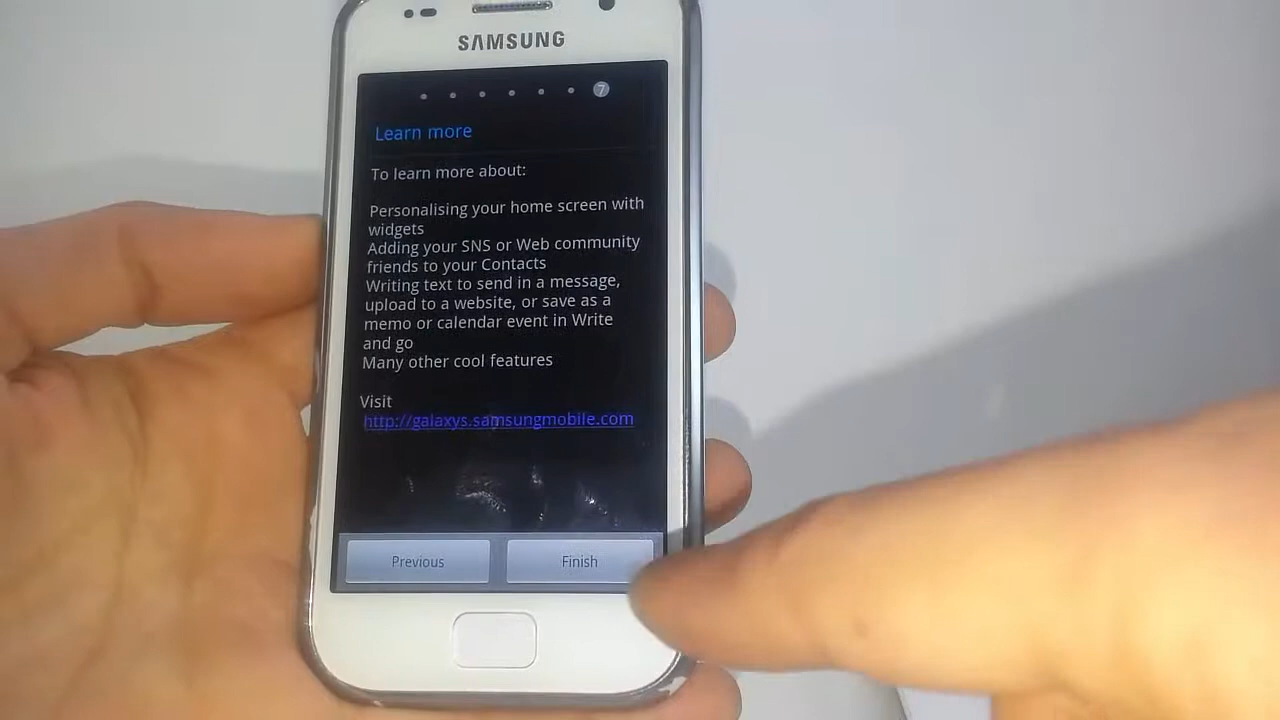 SAMSUNG
7
Learn more
To learn more about:
Personalising your home screen with
widgets
Adding your SNS or Web community
friends to your Contacts
Writing text to send in a message,
upload to a website, or save as a
memo or calendar event in Write
and go
Many other cool features
Visit
http://galaxys.samsungmobile.com
Previous
Finish